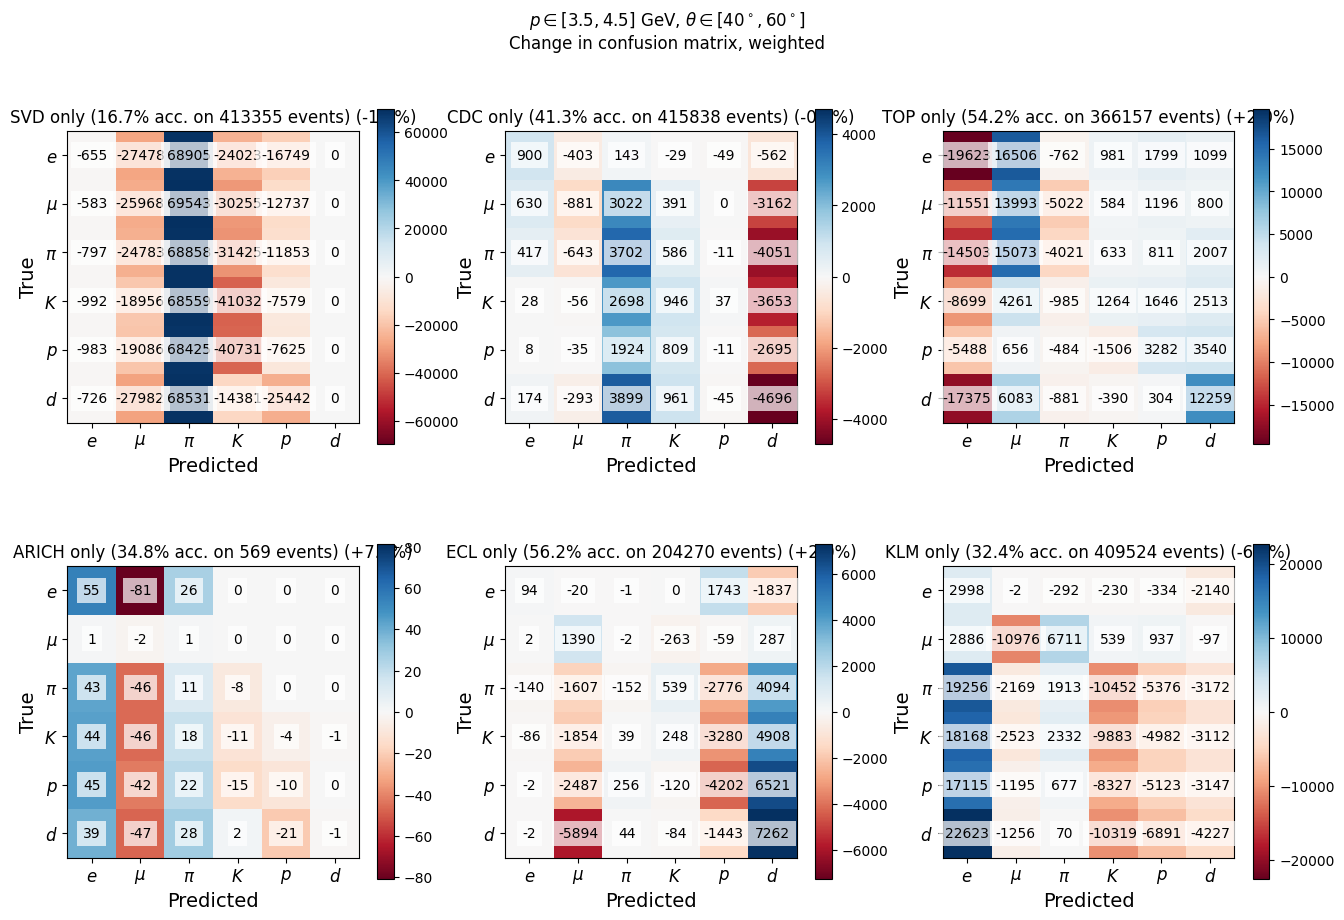 p ∈ [3.5, 4.5] GeV, θ ∈ [40°, 60°]
Change in confusion matrix, weighted
SVD only (16.7% acc. on 413355 events)
e -655 -27478 68905 -24023 -16749 0
μ -583 -25968 69543 -30255 -12737 0
π -797 -24783 68858 -31425 -11853 0
K -992 -18956 68559 -41032 -7579 0
p -983 -19086 68425 -40731 -7625 0
d -726 -27982 68531 -14381 -25442 0
e μ π K p d
Predicted
True
60000
40000
20000
0
−20000
−40000
−60000
CDC only (41.3% acc. on 415838 events)
e 900 -403 143 -29 -49 -562
μ 630 -881 3022 391 0 -3162
π 417 -643 3702 586 -11 -4051
K 28 -56 2698 946 37 -3653
p 8 -35 1924 809 -11 -2695
d 174 -293 3899 961 -45 -4696
e μ π K p d
Predicted
True
4000
2000
0
−2000
−4000
TOP only (54.2% acc. on 366157 events)
e -19623 16506 -762 981 1799 1099
μ -11551 13993 -5022 584 1196 800
π -14503 15073 -4021 633 811 2007
K -8699 4261 -985 1264 1646 2513
p -5488 656 -484 -1506 3282 3540
d -17375 6083 -881 -390 304 12259
e μ π K p d
Predicted
True
15000
10000
5000
0
−5000
−10000
−15000
ARICH only (34.8% acc. on 569 events)
e 55 -81 26 0 0 0
μ 1 -2 1 0 0 0
π 43 -46 11 -8 0 0
K 44 -46 18 -11 -4 -1
p 45 -42 22 -15 -10 0
d 39 -47 28 2 -21 -1
e μ π K p d
Predicted
True
80
60
40
20
0
−20
−40
−60
−80
ECL only (56.2% acc. on 204270 events)
e 94 -20 -1 0 1743 -1837
μ 2 1390 -2 -263 -59 287
π -140 -1607 -152 539 -2776 4094
K -86 -1854 39 248 -3280 4908
p -2 -2487 256 -120 -4202 6521
d -2 -5894 44 -84 -1443 7262
e μ π K p d
Predicted
True
6000
4000
2000
0
−2000
−4000
−6000
KLM only (32.4% acc. on 409524 events)
e 2998 -2 -292 -230 -334 -2140
μ 2886 -10976 6711 539 937 -97
π 19256 -2169 1913 -10452 -5376 -3172
K 18168 -2523 2332 -9883 -4982 -3112
p 17115 -1195 677 -8327 -5123 -3147
d 22623 -1256 70 -10319 -6891 -4227
e μ π K p d
Predicted
True
20000
10000
0
−10000
−20000